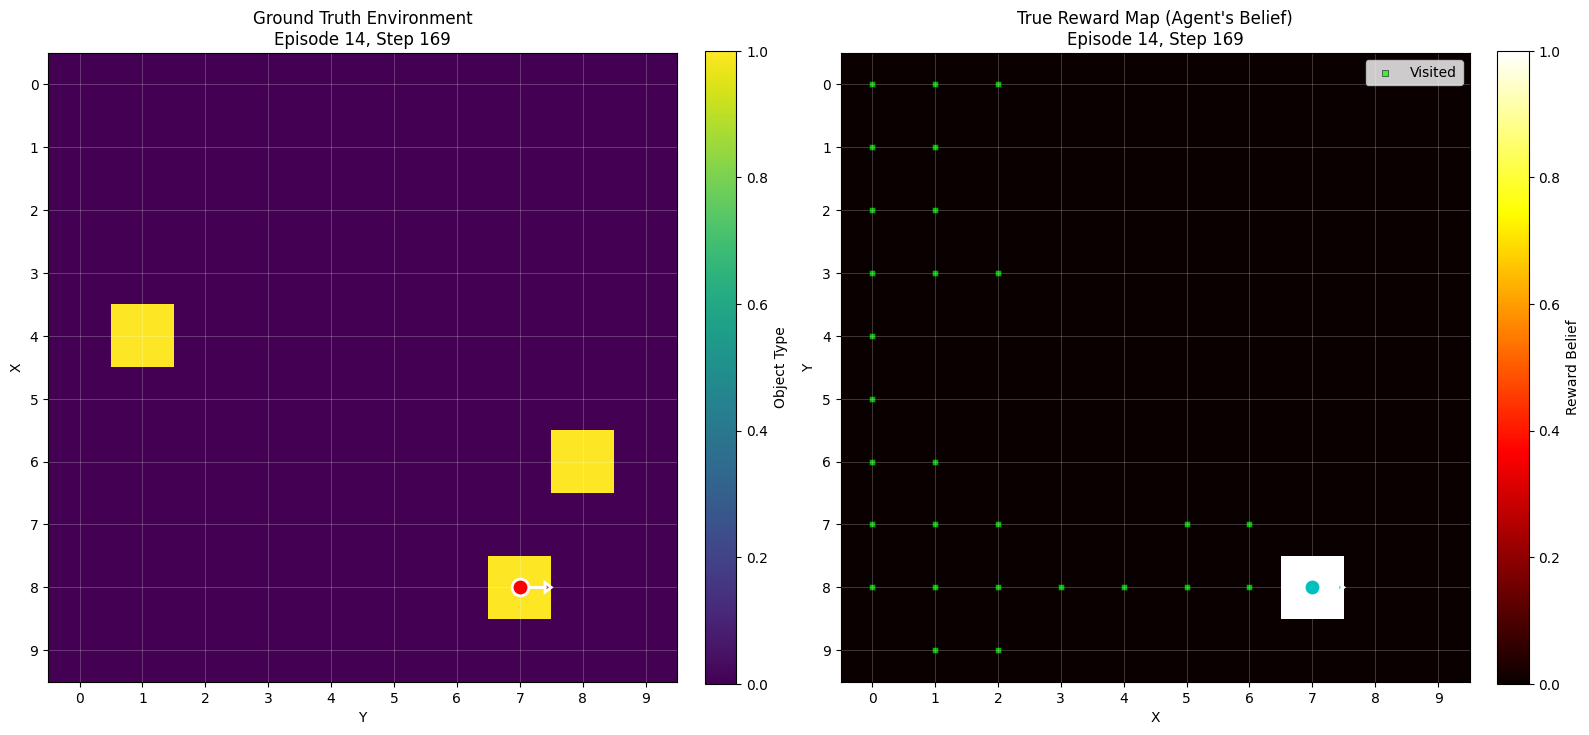 Ground Truth Environment
Episode 14, Step 169
0
1
2
3
4
5
6
7
8
9
X
0 1 2 3 4 5 6 7 8 9
Y
1.0
0.8
0.6
0.4
0.2
0.0
Object Type
True Reward Map (Agent's Belief)
Episode 14, Step 169
Visited
0
1
2
3
4
5
6
7
8
9
Y
0 1 2 3 4 5 6 7 8 9
X
1.0
0.8
0.6
0.4
0.2
0.0
Reward Belief